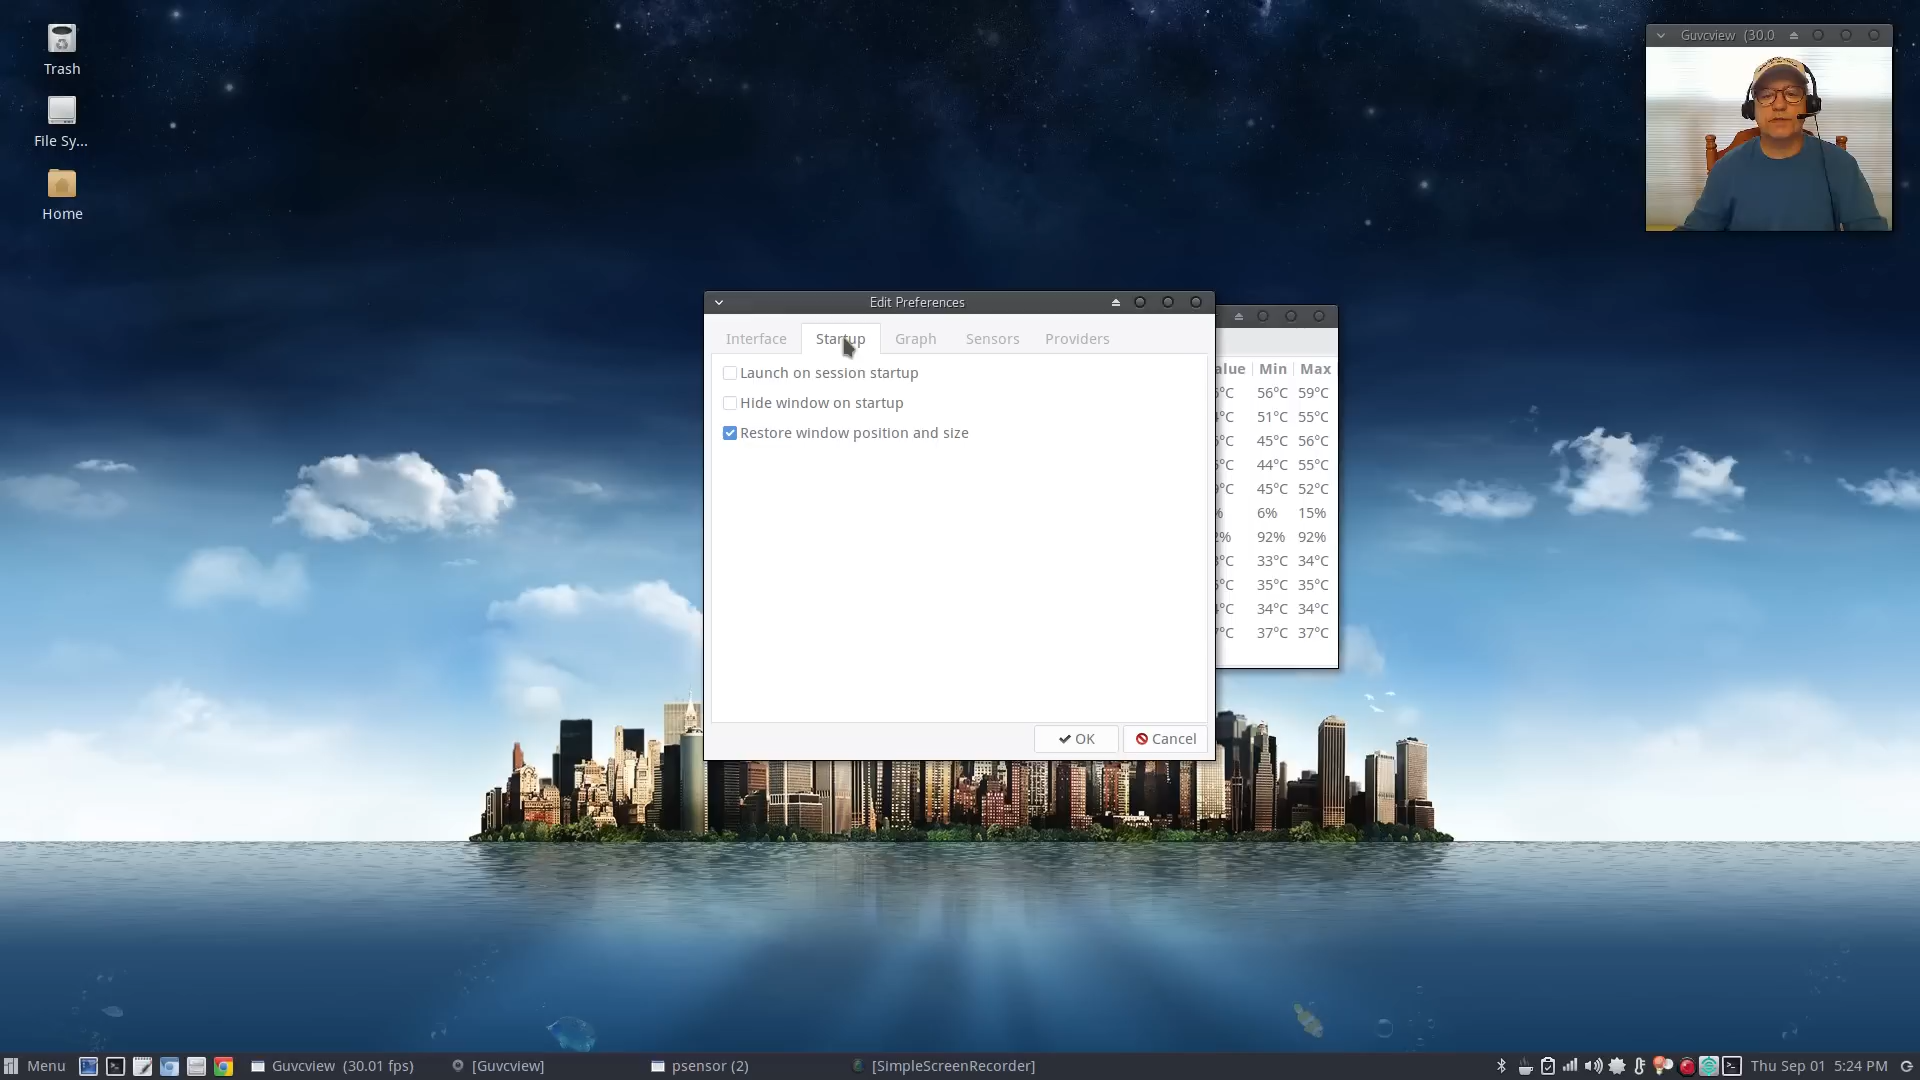 Trash
File Sy...
Home
Guvcview (30.0
Edit Preferences
Interface Startup Graph Sensors Providers
Launch on session startup
Hide window on startup
Restore window position and size
OK Cancel
alue Min Max
°C 56°C 59°C
°C 51°C 55°C
°C 45°C 56°C
°C 44°C 55°C
°C 45°C 52°C
% 6% 15%
% 92% 92%
°C 33°C 34°C
°C 35°C 35°C
°C 34°C 34°C
°C 37°C 37°C
Menu Guvcview (30.01 fps) [Guvcview] psensor (2) [SimpleScreenRecorder] Thu Sep 01 5:24 PM